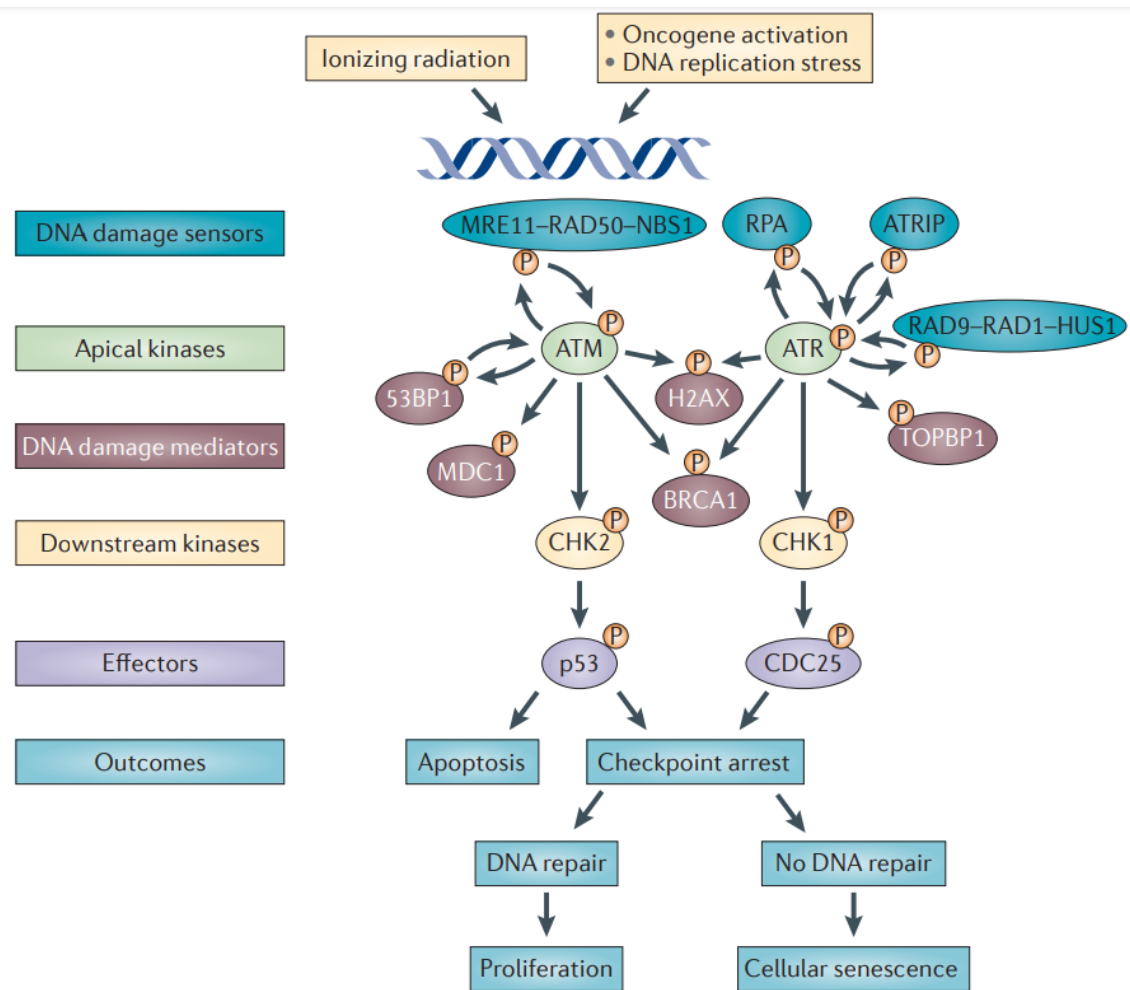 Ionizing radiation
• Oncogene activation
• DNA replication stress
DNA damage sensors
MRE11–RAD50–NBS1
P
RPA
P
ATRIP
P
RAD9–RAD1–HUS1
P
Apical kinases
ATM
P
ATR
P
53BP1
P
H2AX
P
DNA damage mediators
MDC1
P
BRCA1
P
TOPBP1
P
Downstream kinases
CHK2
P
CHK1
P
Effectors
p53
P
CDC25
P
Outcomes
Apoptosis
Checkpoint arrest
DNA repair
No DNA repair
Proliferation
Cellular senescence